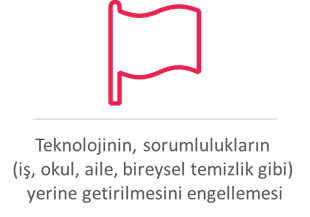 Teknolojinin, sorumlulukların
(iş, okul, aile, bireysel temizlik gibi)
yerine getirilmesini engellemesi